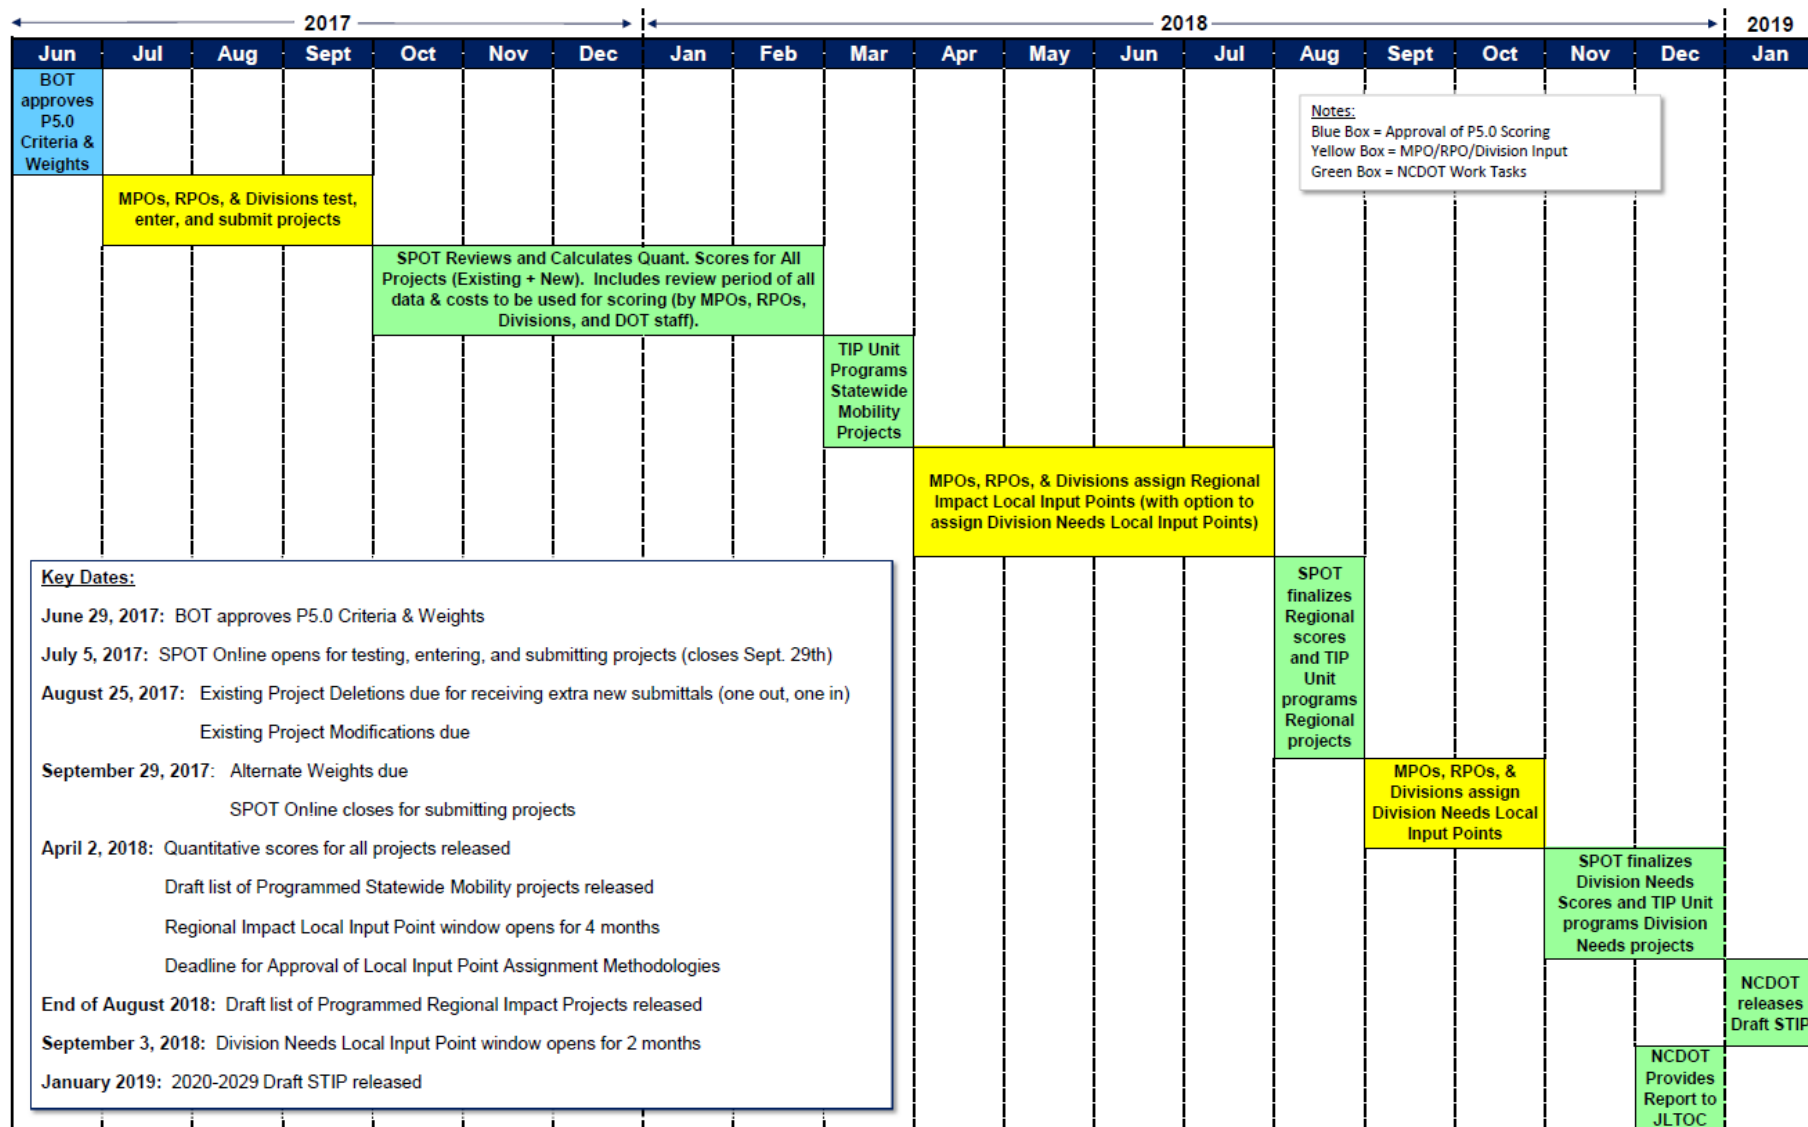 2017 2018 2019
Jun Jul Aug Sept Oct Nov Dec Jan Feb Mar Apr May Jun Jul Aug Sept Oct Nov Dec Jan
BOT
approves
P5.0
Criteria &
Weights
Notes:
Blue Box = Approval of P5.0 Scoring
Yellow Box = MPO/RPO/Division Input
Green Box = NCDOT Work Tasks
MPOs, RPOs, & Divisions test,
enter, and submit projects
SPOT Reviews and Calculates Quant. Scores for All
Projects (Existing + New). Includes review period of all
data & costs to be used for scoring (by MPOs, RPOs,
Divisions, and DOT staff).
TIP Unit
Programs
Statewide
Mobility
Projects
MPOs, RPOs, & Divisions assign Regional
Impact Local Input Points (with option to
assign Division Needs Local Input Points)
SPOT
finalizes
Regional
scores
and TIP
Unit
programs
Regional
projects
MPOs, RPOs, &
Divisions assign
Division Needs Local
Input Points
SPOT finalizes
Division Needs
Scores and TIP Unit
programs Division
Needs projects
NCDOT
releases
Draft STIP
NCDOT
Provides
Report to
JLTOC
Key Dates:
June 29, 2017: BOT approves P5.0 Criteria & Weights
July 5, 2017: SPOT On!ine opens for testing, entering, and submitting projects (closes Sept. 29th)
August 25, 2017: Existing Project Deletions due for receiving extra new submittals (one out, one in)
Existing Project Modifications due
September 29, 2017: Alternate Weights due
SPOT On!ine closes for submitting projects
April 2, 2018: Quantitative scores for all projects released
Draft list of Programmed Statewide Mobility projects released
Regional Impact Local Input Point window opens for 4 months
Deadline for Approval of Local Input Point Assignment Methodologies
End of August 2018: Draft list of Programmed Regional Impact Projects released
September 3, 2018: Division Needs Local Input Point window opens for 2 months
January 2019: 2020-2029 Draft STIP released